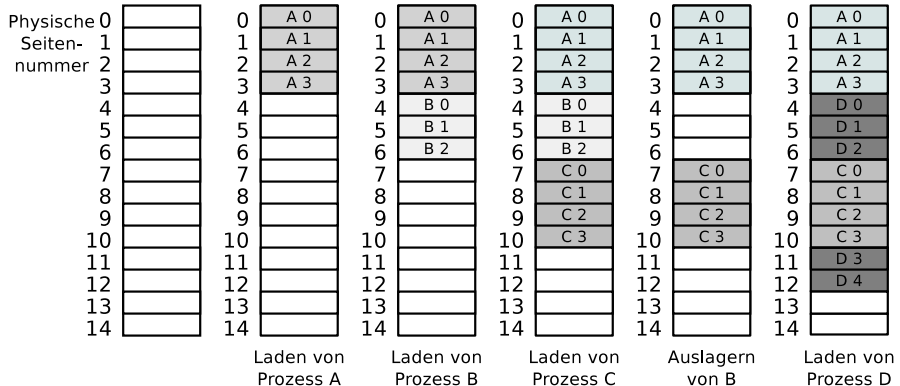 Physische 0 0 A 0 0 A 0 0 A 0 0 A 0 0 A 0
Seiten- 1 1 A 1 1 A 1 1 A 1 1 A 1 1 A 1
nummer 2 2 A 2 2 A 2 2 A 2 2 A 2 2 A 2
3 3 A 3 3 A 3 3 A 3 3 A 3 3 A 3
4 4 4 B 0 4 B 0 4 4 D 0
5 5 5 B 1 5 B 1 5 5 D 1
6 6 6 B 2 6 B 2 6 6 D 2
7 7 7 7 C 0 7 C 0 7 C 0
8 8 8 8 C 1 8 C 1 8 C 1
9 9 9 9 C 2 9 C 2 9 C 2
10 10 10 10 C 3 10 C 3 10 C 3
11 11 11 11 11 11 D 3
12 12 12 12 12 12 D 4
13 13 13 13 13 13
14 14 14 14 14 14
Laden von Laden von Laden von Auslagern Laden von
Prozess A Prozess B Prozess C von B Prozess D